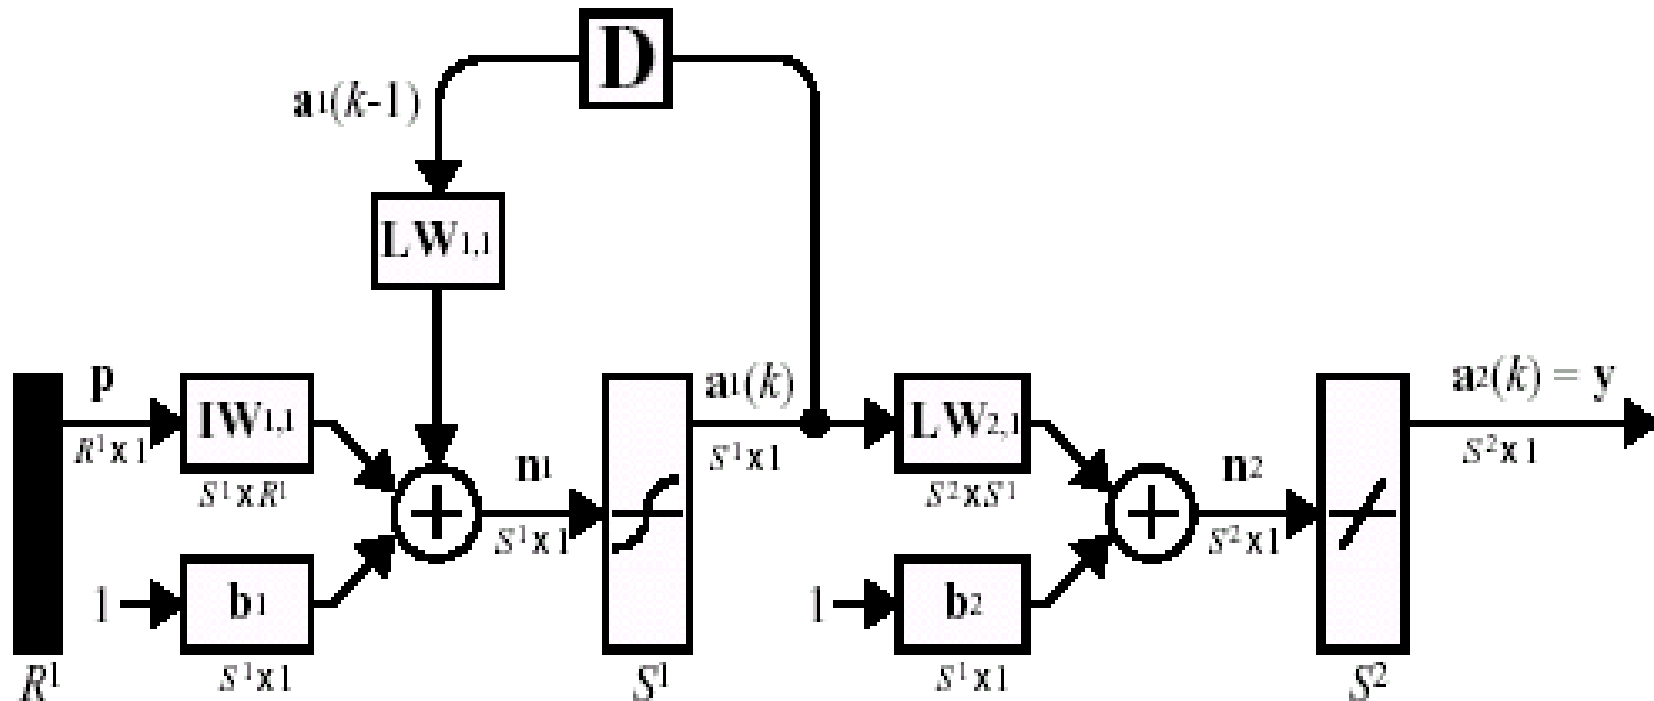 D
a1(k-1)
LW1,1
p
R1x1
IW1,1
S1xR1
1
b1
S1x1
R1
n1
S1x1
S1
a1(k)
S1x1
LW2,1
S2xS1
1
b2
S1x1
n2
S2x1
S2
a2(k) = y
S2x1